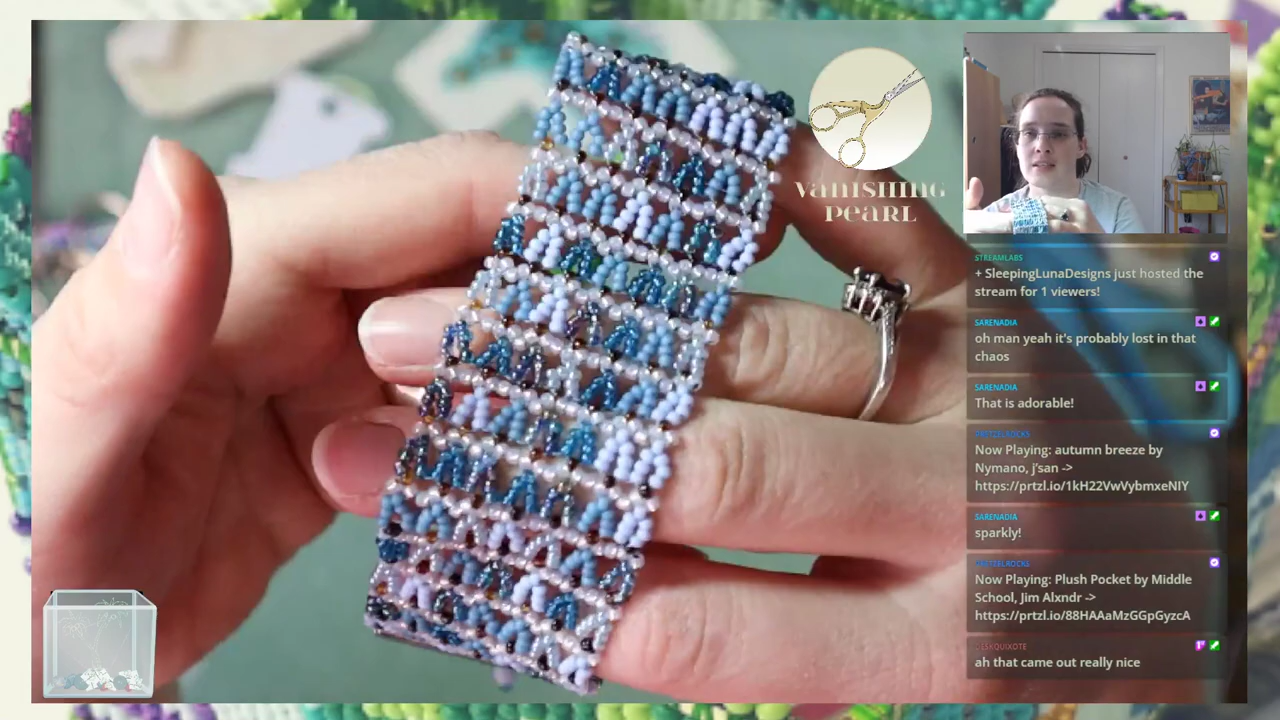 VANISHING
PEARL
STREAMLABS
+ SleepingLunaDesigns just hosted the
stream for 1 viewers!
SARENADIA
oh man yeah it's probably lost in that
chaos
SARENADIA
That is adorable!
PRTZELROCKS
Now Playing: autumn breeze by
Nymano, j'san ->
https://prtzl.io/1kH22VwVybmxeNIY
SARENADIA
sparkly!
Now Playing: Plush Pocket by Middle
School, Jim Alxndr ->
https://prtzl.io/88HAAaMzGGpGyzcA
DESKQUIXOTE
ah that came out really nice